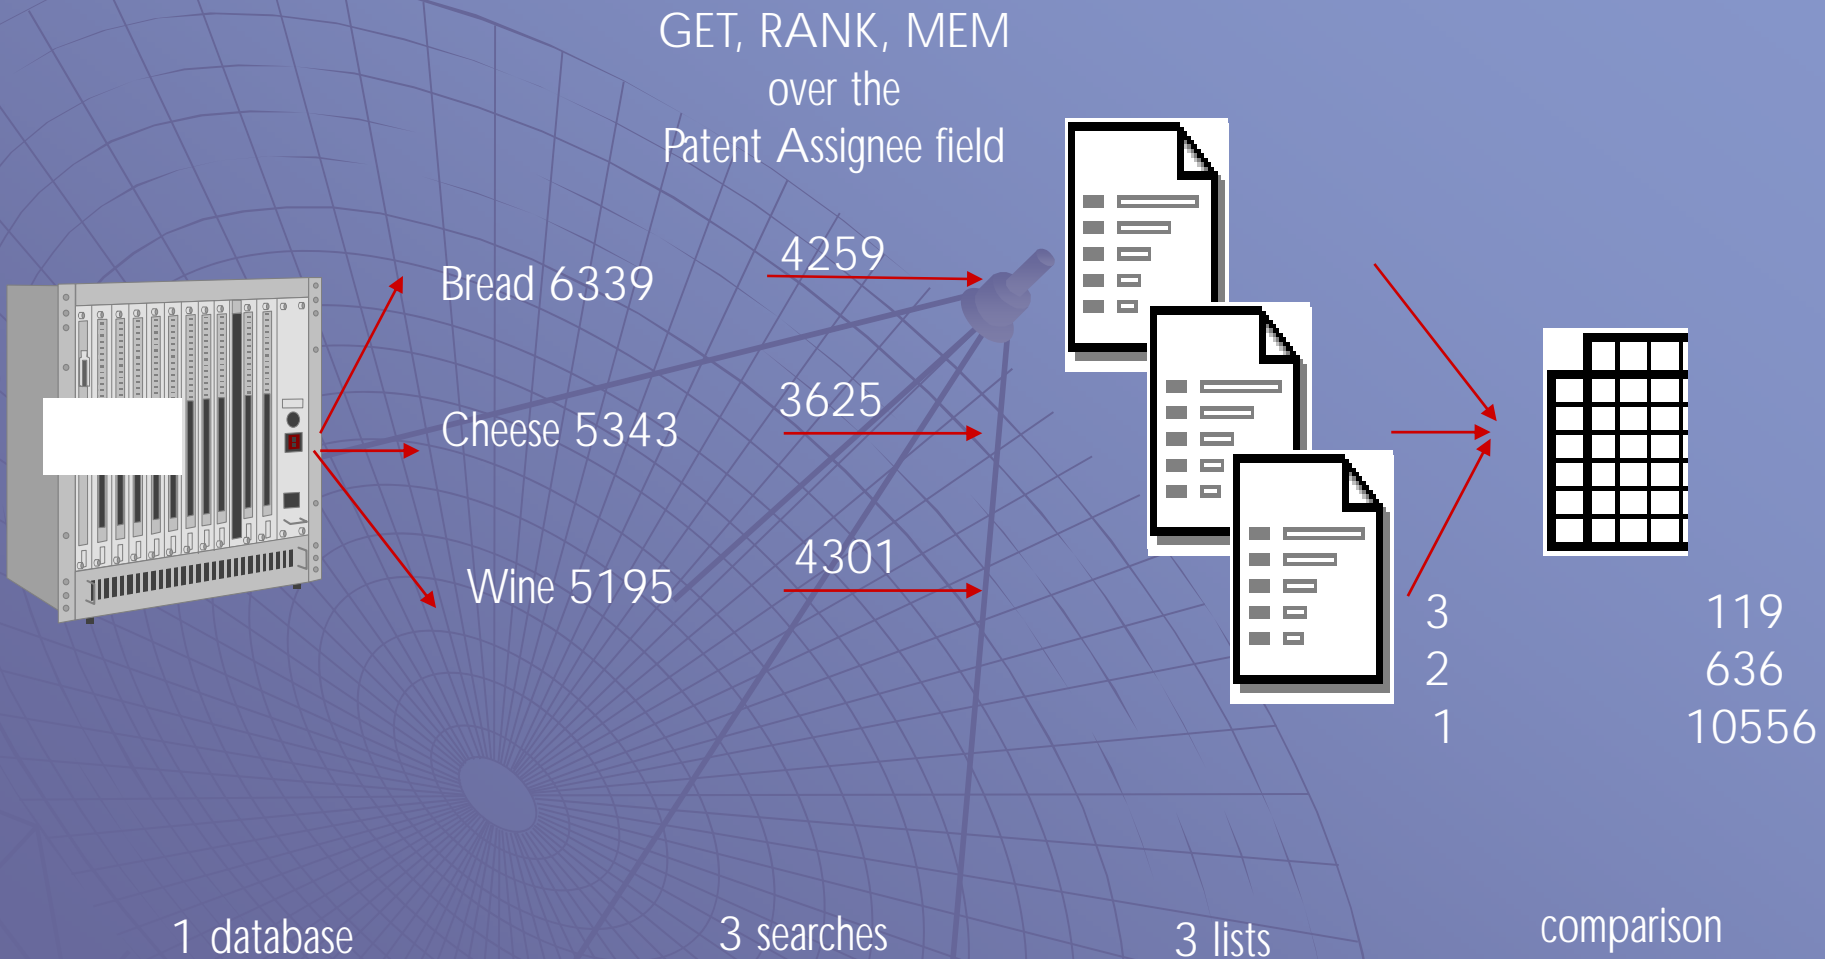 GET, RANK, MEM
over the
Patent Assignee field
Bread 6339
4259
Cheese 5343
3625
Wine 5195
4301
3 119
2 636
1 10556
1 database
3 searches
3 lists
comparison